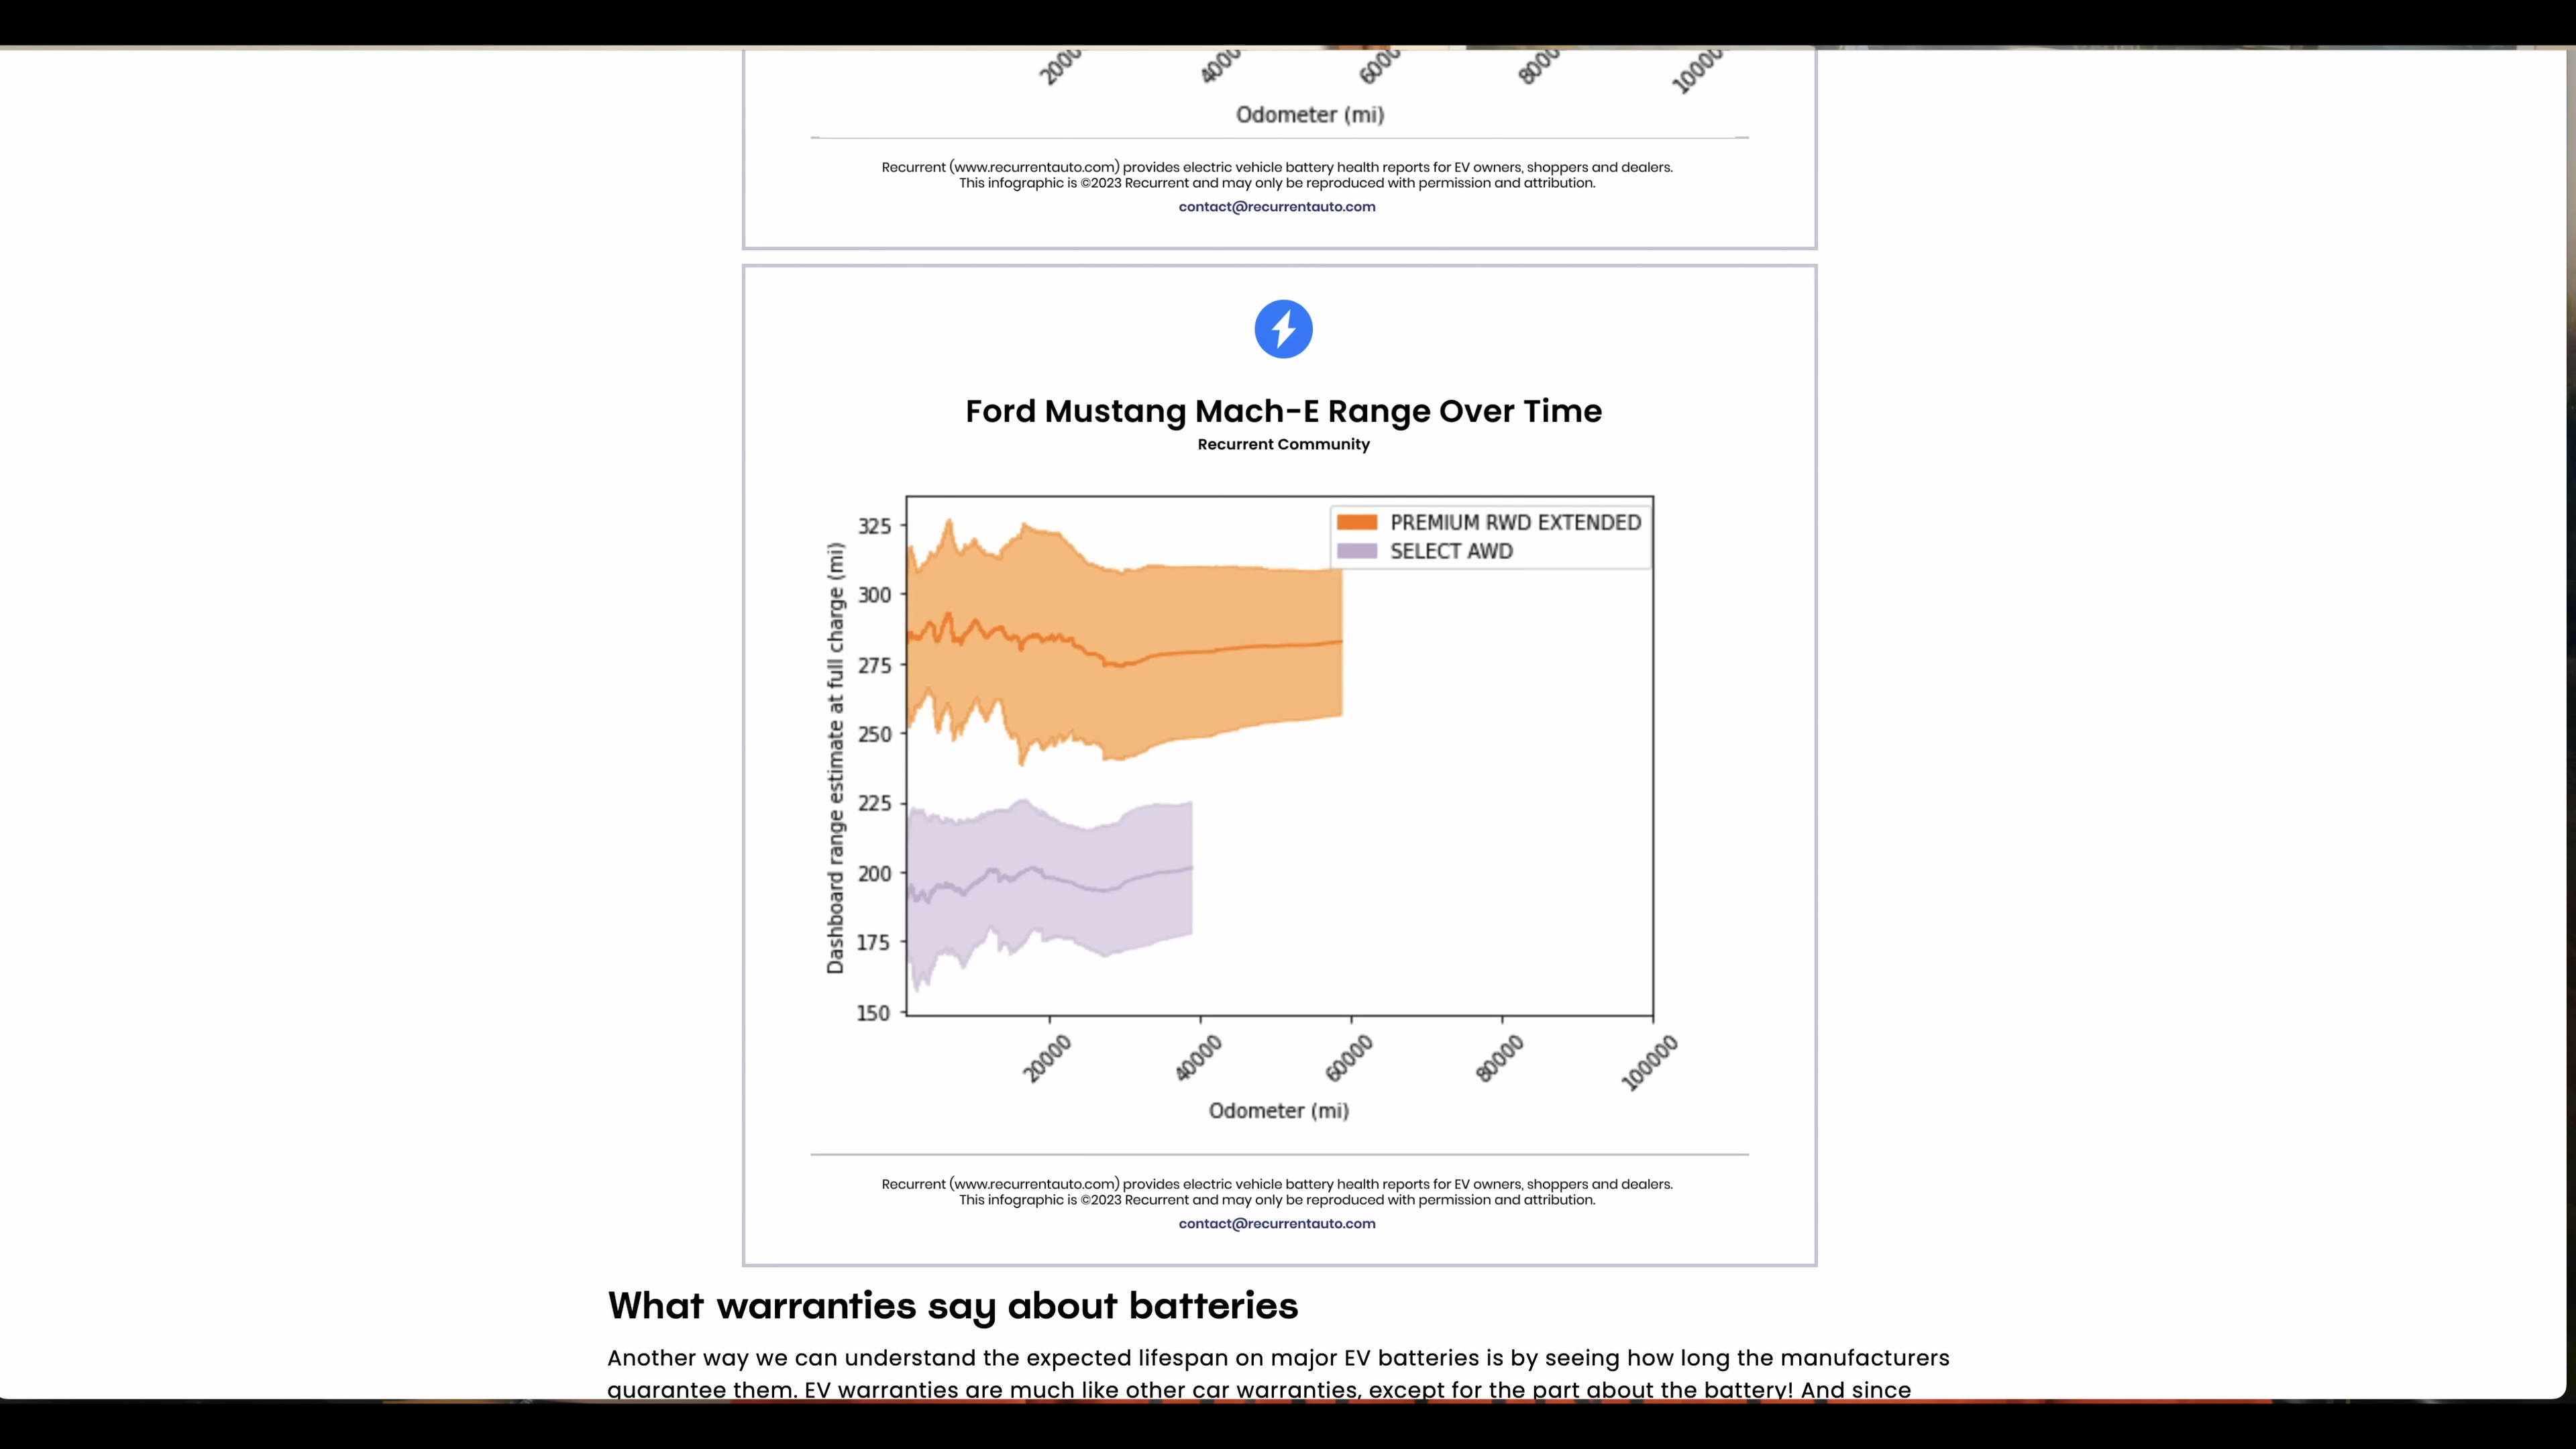 2000 4000 6000 8000 10000
Odometer (mi)
Recurrent (www.recurrentauto.com) provides electric vehicle battery health reports for EV owners, shoppers and dealers.
This infographic is ©2023 Recurrent and may only be reproduced with permission and attribution.
contact@recurrentauto.com
Ford Mustang Mach-E Range Over Time
Recurrent Community
Dashboard range estimate at full charge (mi)
325
300
275
250
225
200
175
150
PREMIUM RWD EXTENDED
SELECT AWD
20000 40000 60000 80000 100000
Odometer (mi)
Recurrent (www.recurrentauto.com) provides electric vehicle battery health reports for EV owners, shoppers and dealers.
This infographic is ©2023 Recurrent and may only be reproduced with permission and attribution.
contact@recurrentauto.com
What warranties say about batteries
Another way we can understand the expected lifespan on major EV batteries is by seeing how long the manufacturers
guarantee them. EV warranties are much like other car warranties, except for the part about the battery! And since